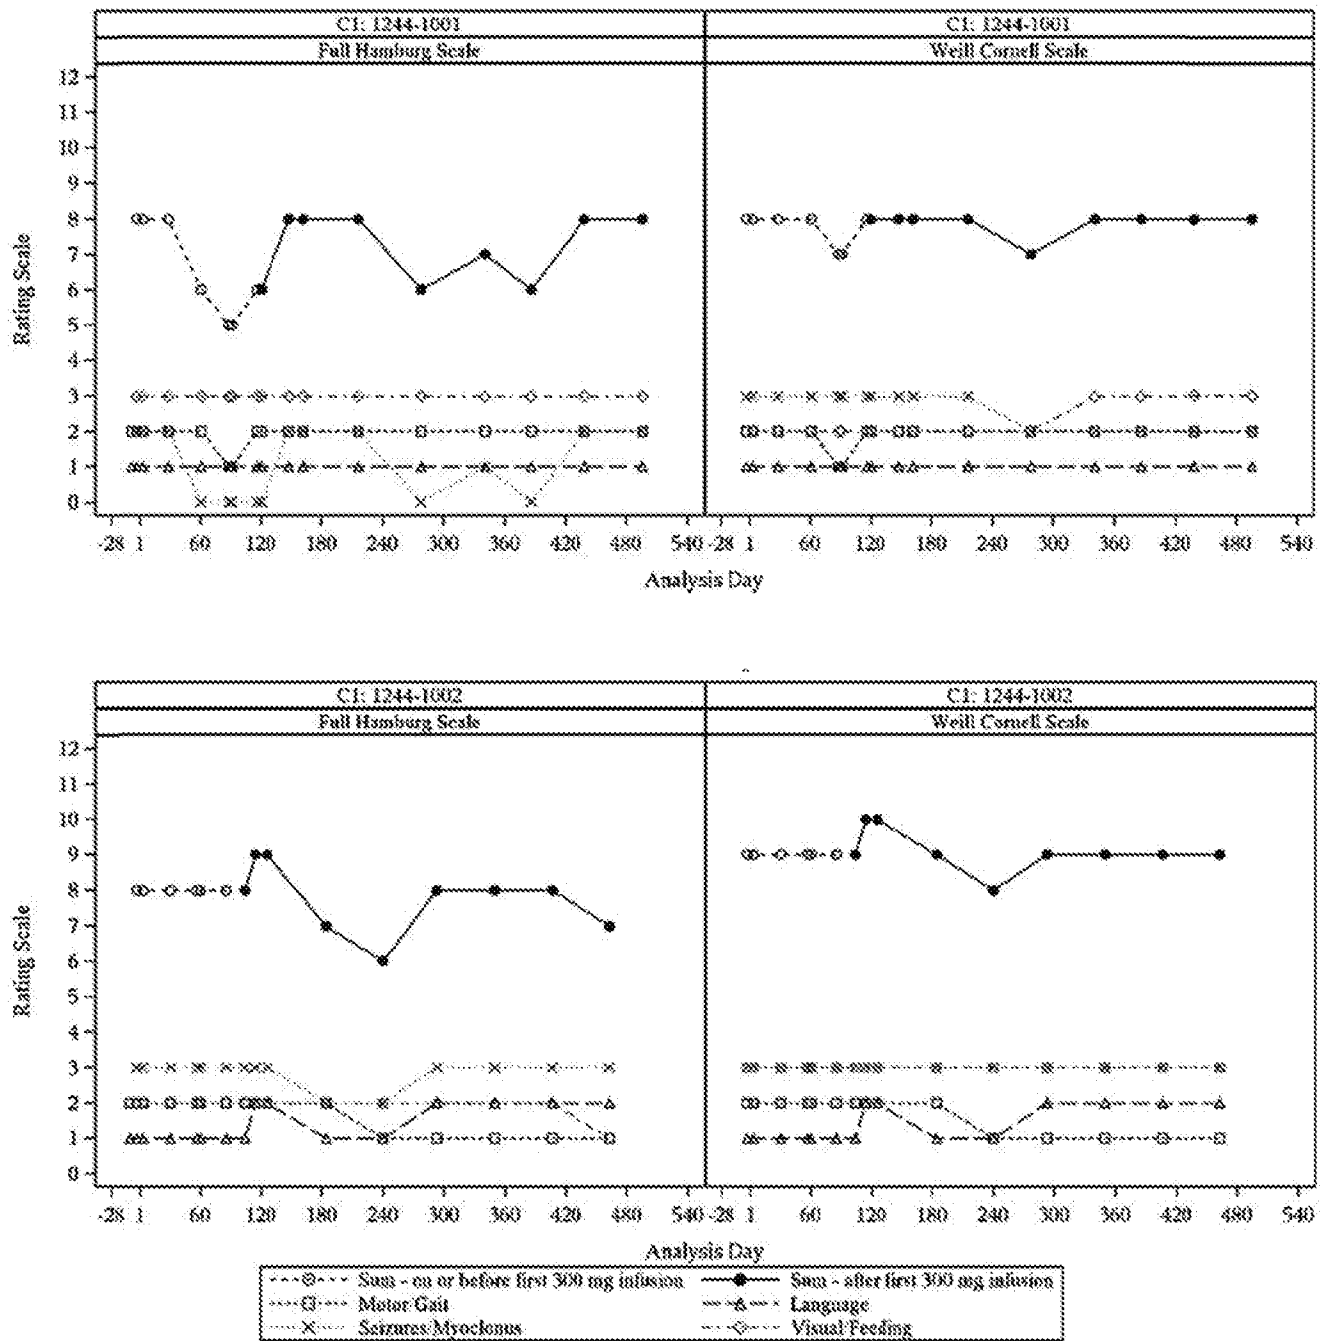 C1: 1244-1001 C1: 1244-1001
Full Hamburg Scale Weill Cornell Scale
Rating Scale
12
11
10
9
8
7
6
5
4
3
2
1
0
-28 1 60 120 180 240 300 360 420 480 540 -28 1 60 120 180 240 300 360 420 480 540
Analysis Day
C1: 1244-1002 C1: 1244-1002
Full Hamburg Scale Weill Cornell Scale
Rating Scale
12
11
10
9
8
7
6
5
4
3
2
1
0
-28 1 60 120 180 240 300 360 420 480 540 -28 1 60 120 180 240 300 360 420 480 540
Analysis Day
Sum - on or before first 300 mg infusion Sum - after first 300 mg infusion
Motor/Gait Language
Seizures/Myoclonus Visual/Feeding